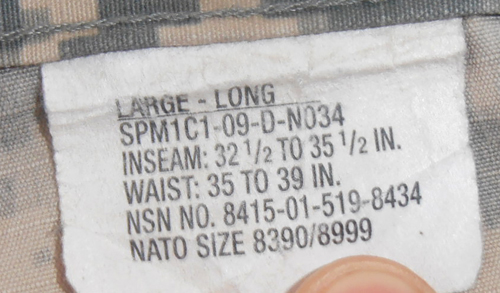 LARGE - LONG
SPM1C1-09-D-N034
INSEAM: 32 1/2 TO 35 1/2 IN.
WAIST: 35 TO 39 IN.
NSN NO. 8415-01-519-8434
NATO SIZE 8390/8999